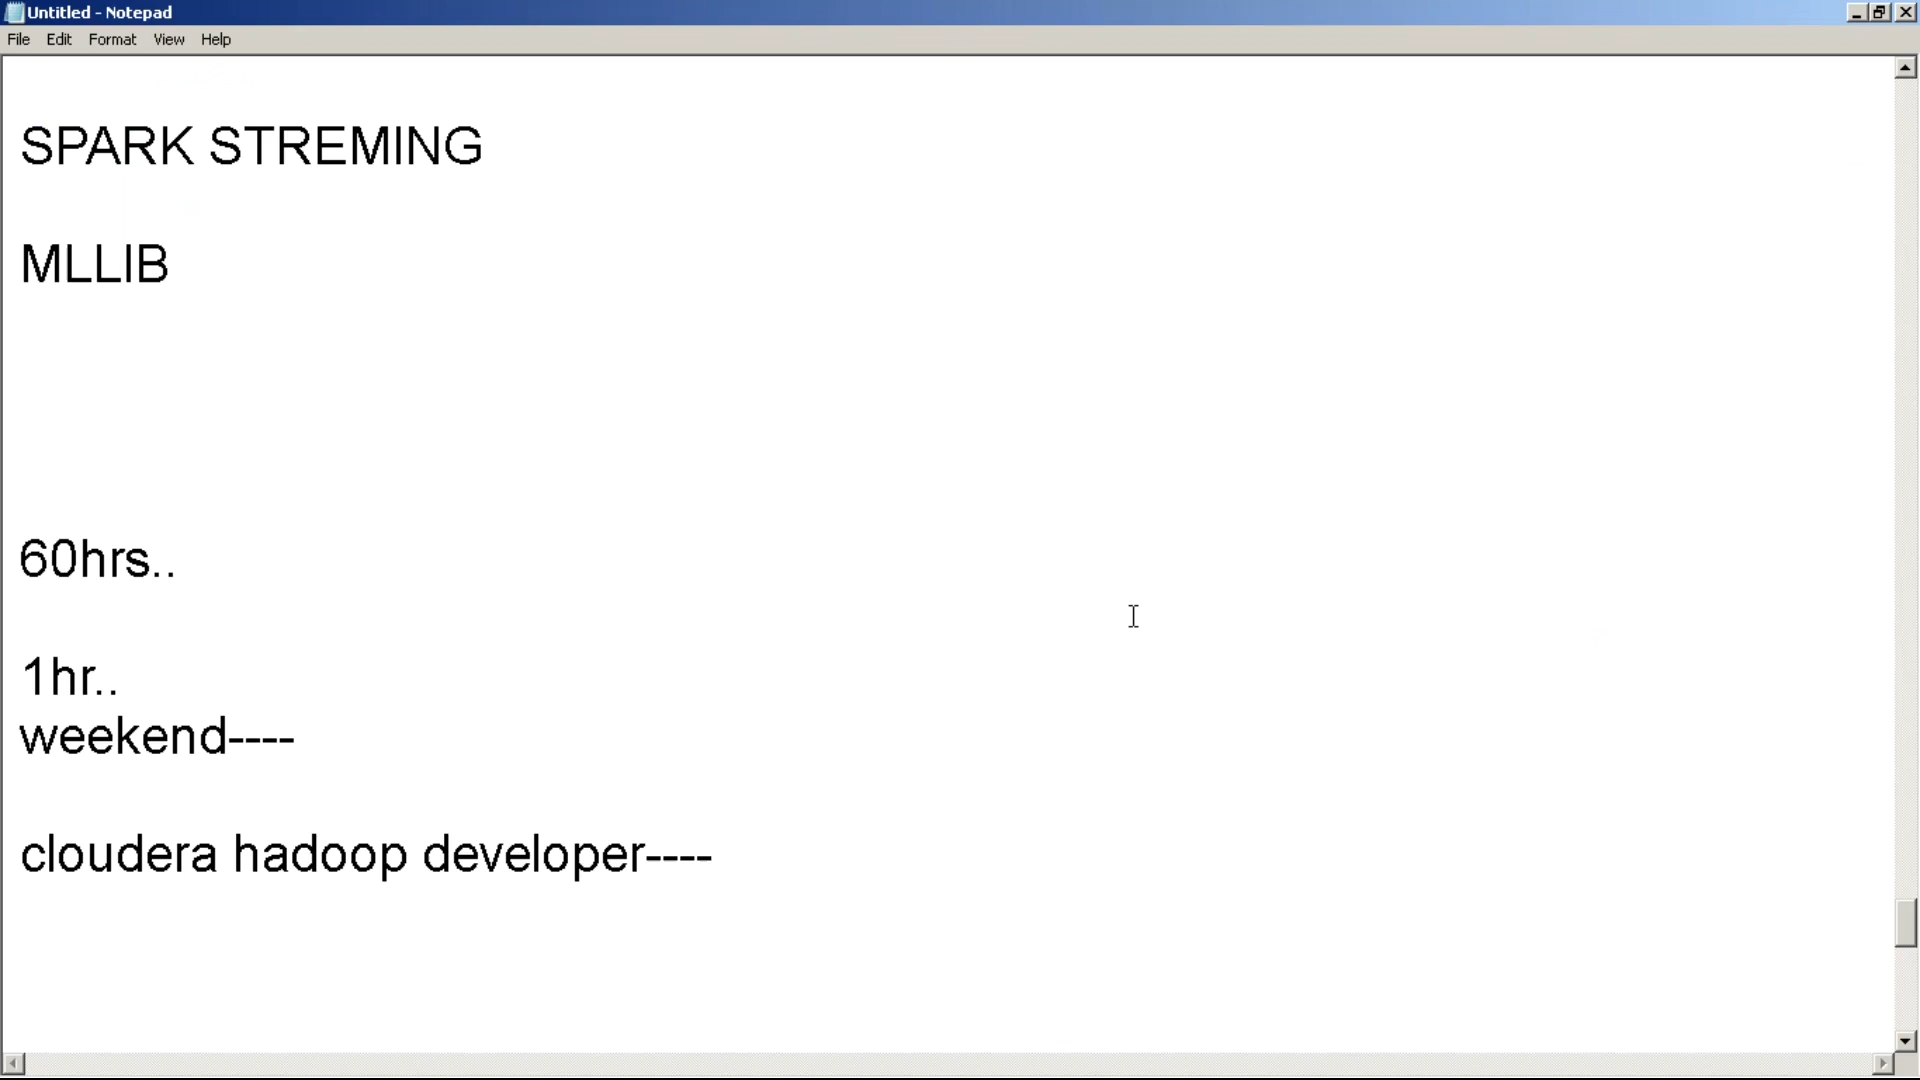 Untitled - Notepad
File Edit Format View Help
SPARK STREMING
MLLIB
60hrs..
1hr..
weekend----
cloudera hadoop developer----